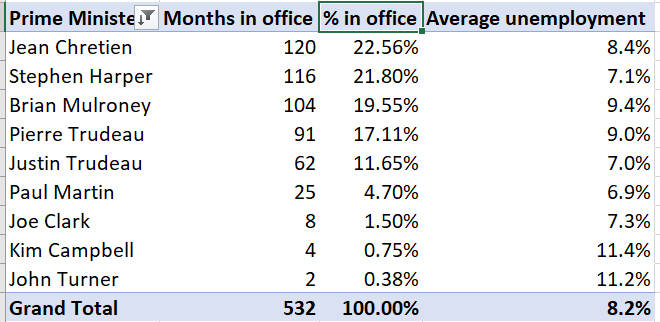 Prime Ministe Months in office % in office Average unemployment
Jean Chretien 120 22.56% 8.4%
Stephen Harper 116 21.80% 7.1%
Brian Mulroney 104 19.55% 9.4%
Pierre Trudeau 91 17.11% 9.0%
Justin Trudeau 62 11.65% 7.0%
Paul Martin 25 4.70% 6.9%
Joe Clark 8 1.50% 7.3%
Kim Campbell 4 0.75% 11.4%
John Turner 2 0.38% 11.2%
Grand Total 532 100.00% 8.2%